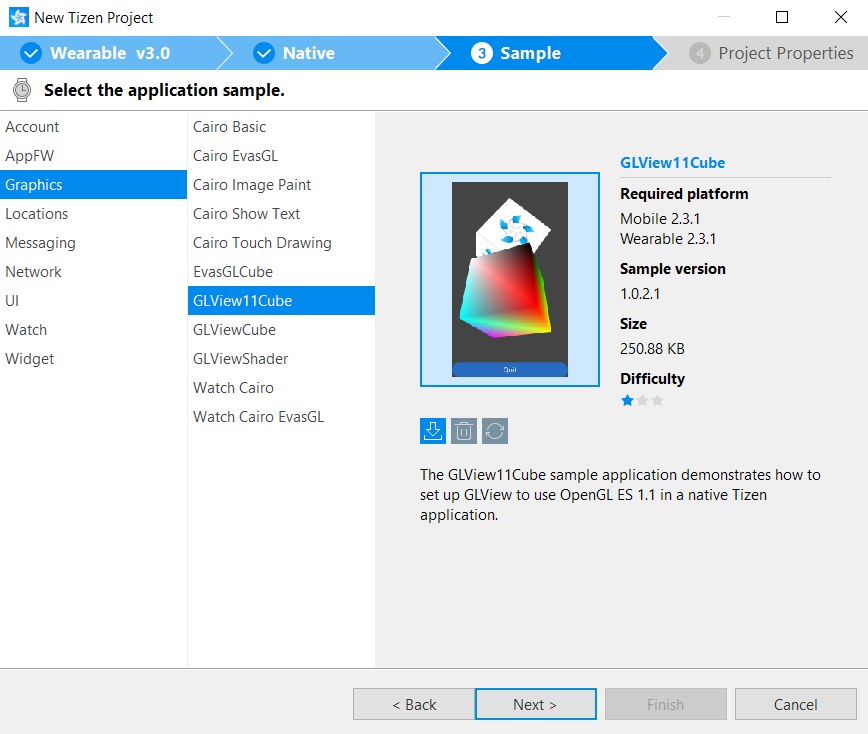 New Tizen Project
Wearable v3.0
Native
3 Sample
4 Project Properties
Select the application sample.
Account
AppFW
Graphics
Locations
Messaging
Network
UI
Watch
Widget
Cairo Basic
Cairo EvasGL
Cairo Image Paint
Cairo Show Text
Cairo Touch Drawing
EvasGLCube
GLView11Cube
GLViewCube
GLViewShader
Watch Cairo
Watch Cairo EvasGL
Quit
GLView11Cube
Required platform
Mobile 2.3.1
Wearable 2.3.1
Sample version
1.0.2.1
Size
250.88 KB
Difficulty
The GLView11Cube sample application demonstrates how to
set up GLView to use OpenGL ES 1.1 in a native Tizen
application.
< Back
Next >
Finish
Cancel